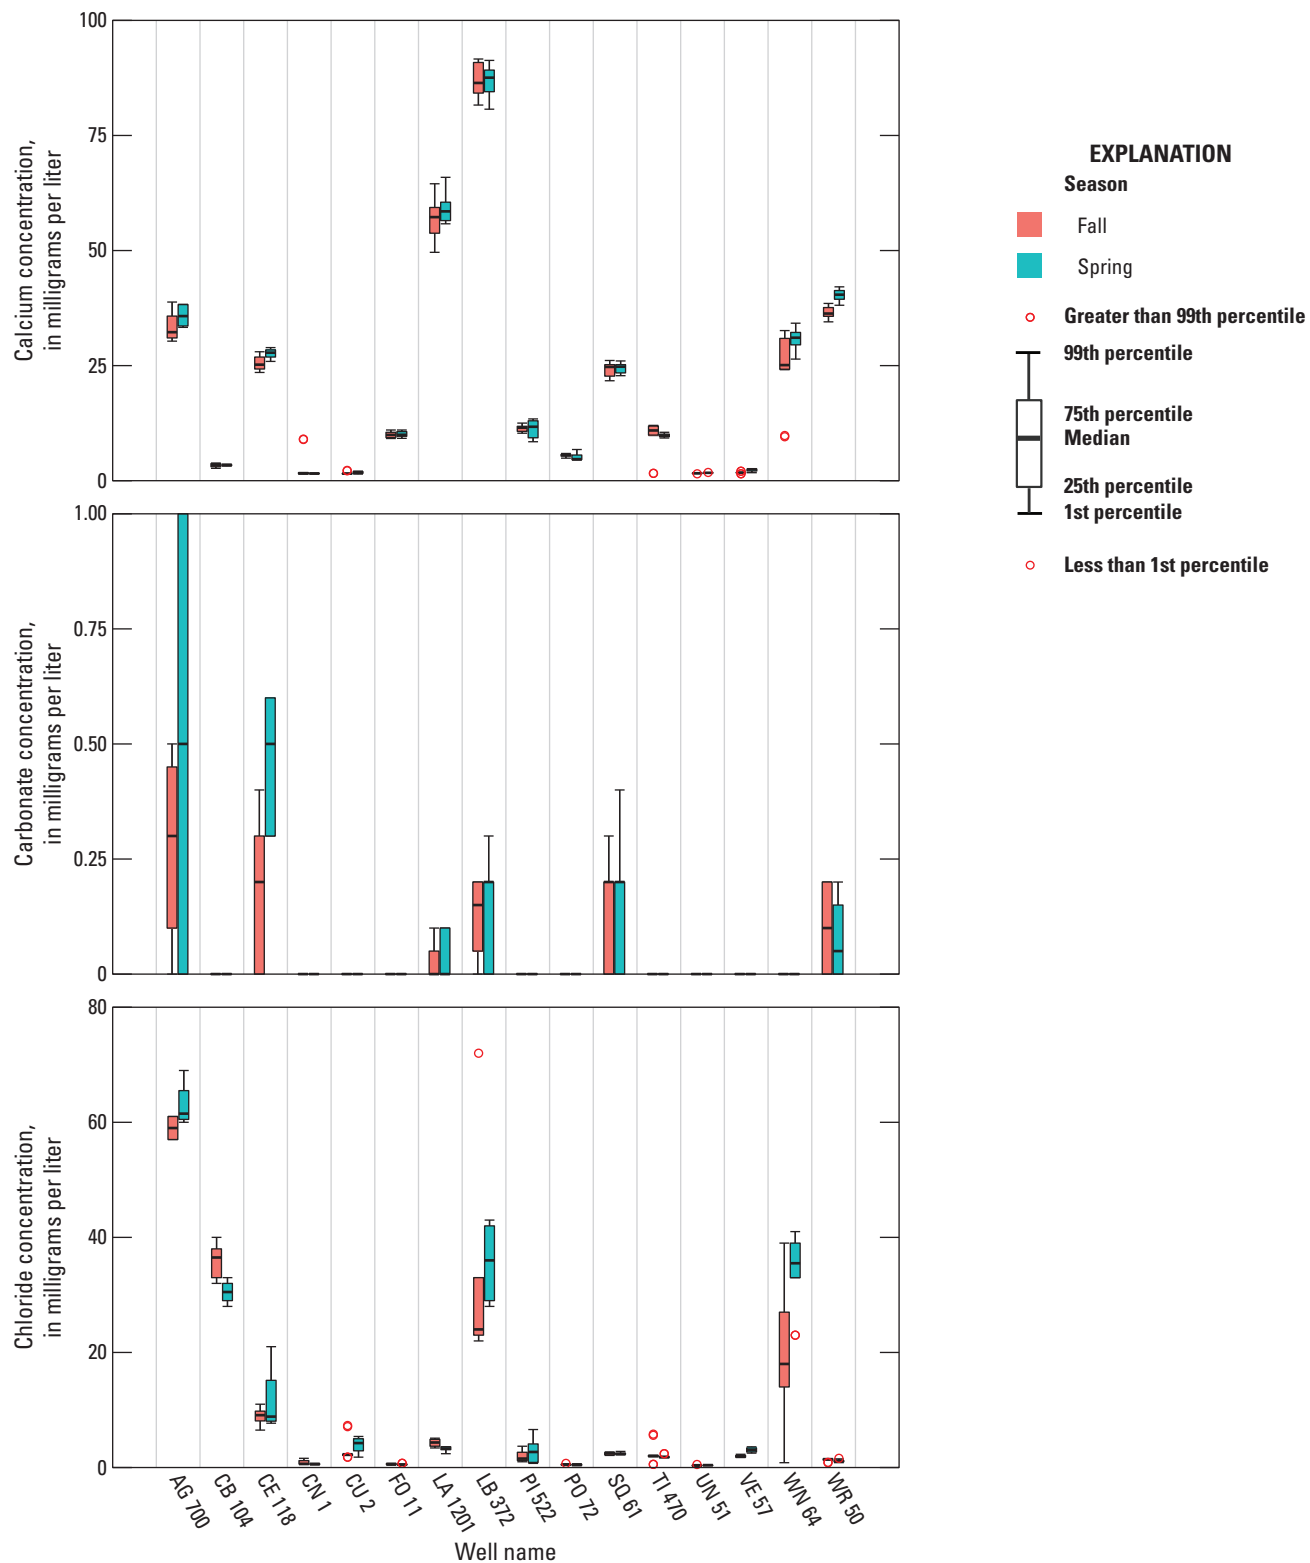 Calcium concentration,
in milligrams per liter
100
75
50
25
0
Carbonate concentration,
in milligrams per liter
1.00
0.75
0.50
0.25
0
Chloride concentration,
in milligrams per liter
80
60
40
20
0
AG 700
CB 104
CE 118
CN 1
CU 2
FO 11
LA 1201
LB 372
PI 522
PO 72
SQ 61
TI 470
UN 51
VE 57
WN 64
WR 50
Well name
EXPLANATION
Season
Fall
Spring
Greater than 99th percentile
99th percentile
75th percentile
Median
25th percentile
1st percentile
Less than 1st percentile